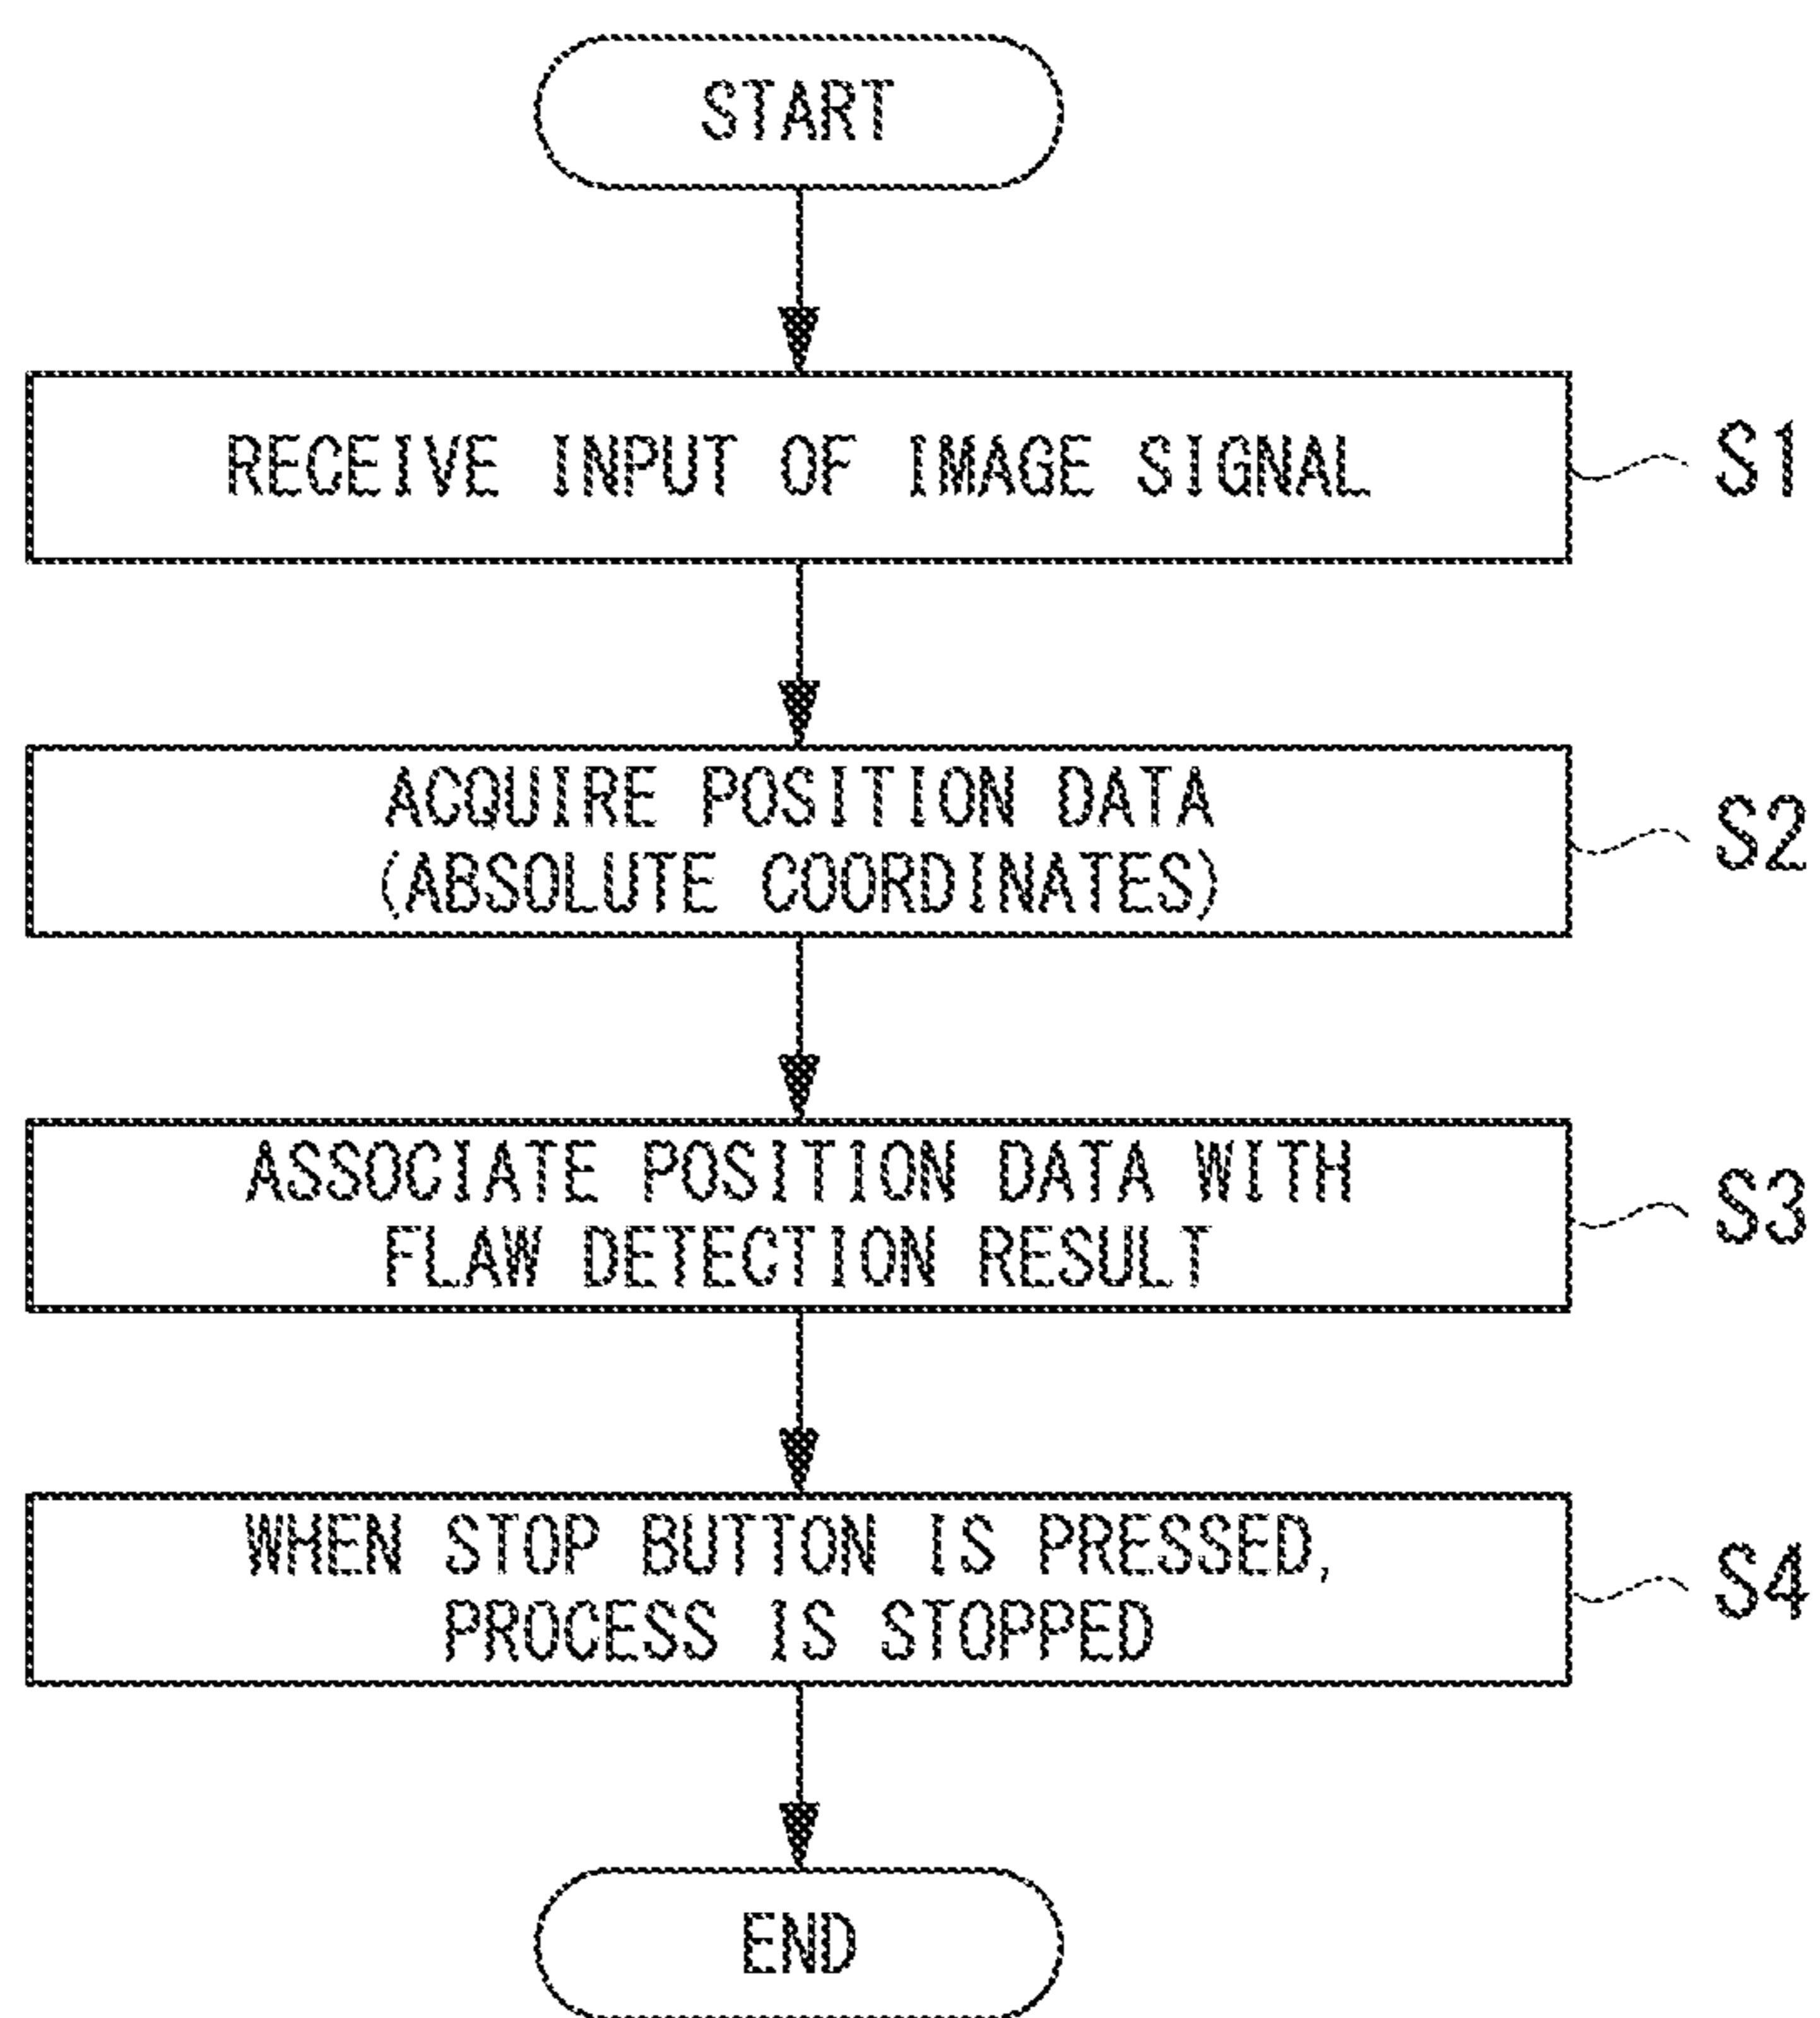 START
RECEIVE INPUT OF IMAGE SIGNAL
S1
ACQUIRE POSITION DATA
(ABSOLUTE COORDINATES)
S2
ASSOCIATE POSITION DATA WITH
FLAW DETECTION RESULT
S3
WHEN STOP BUTTON IS PRESSED,
PROCESS IS STOPPED
S4
END